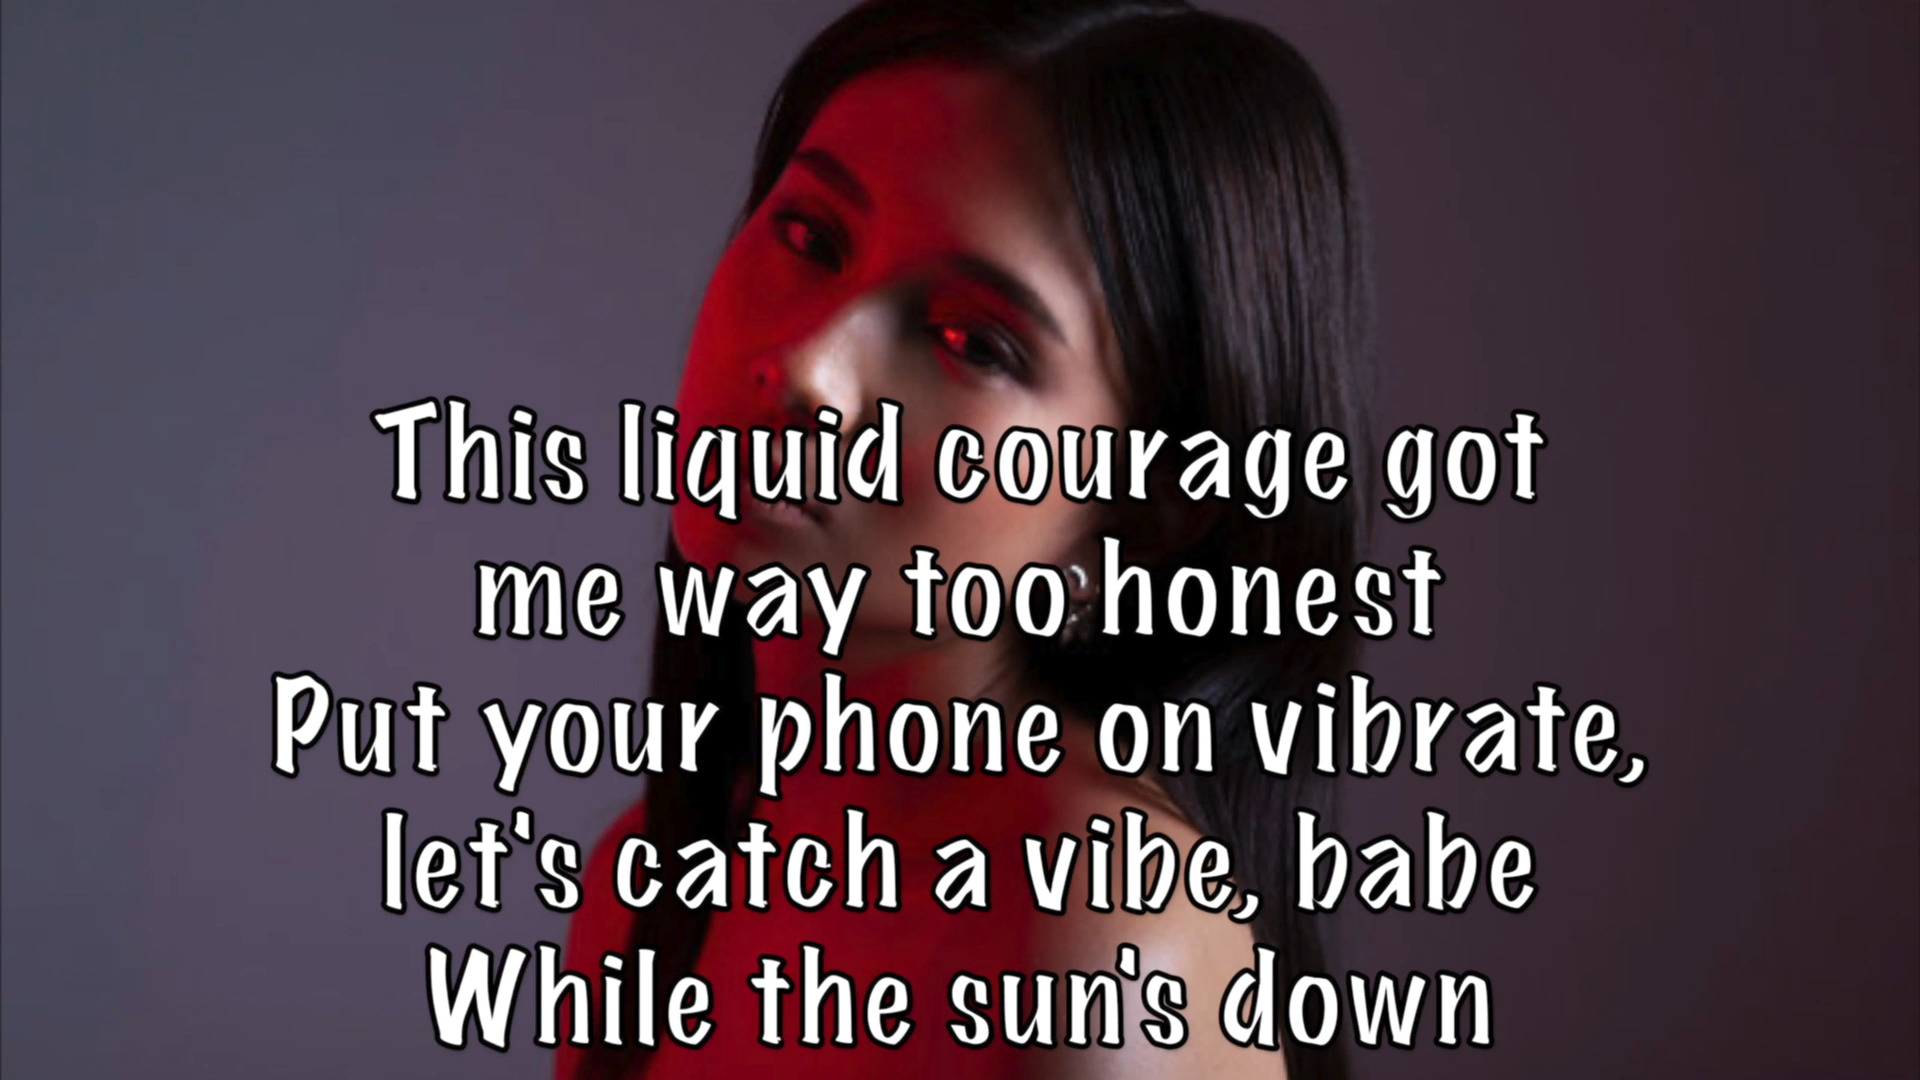 This liquid courage got
me way too honest
Put your phone on vibrate,
let's catch a vibe, babe
While the sun's down